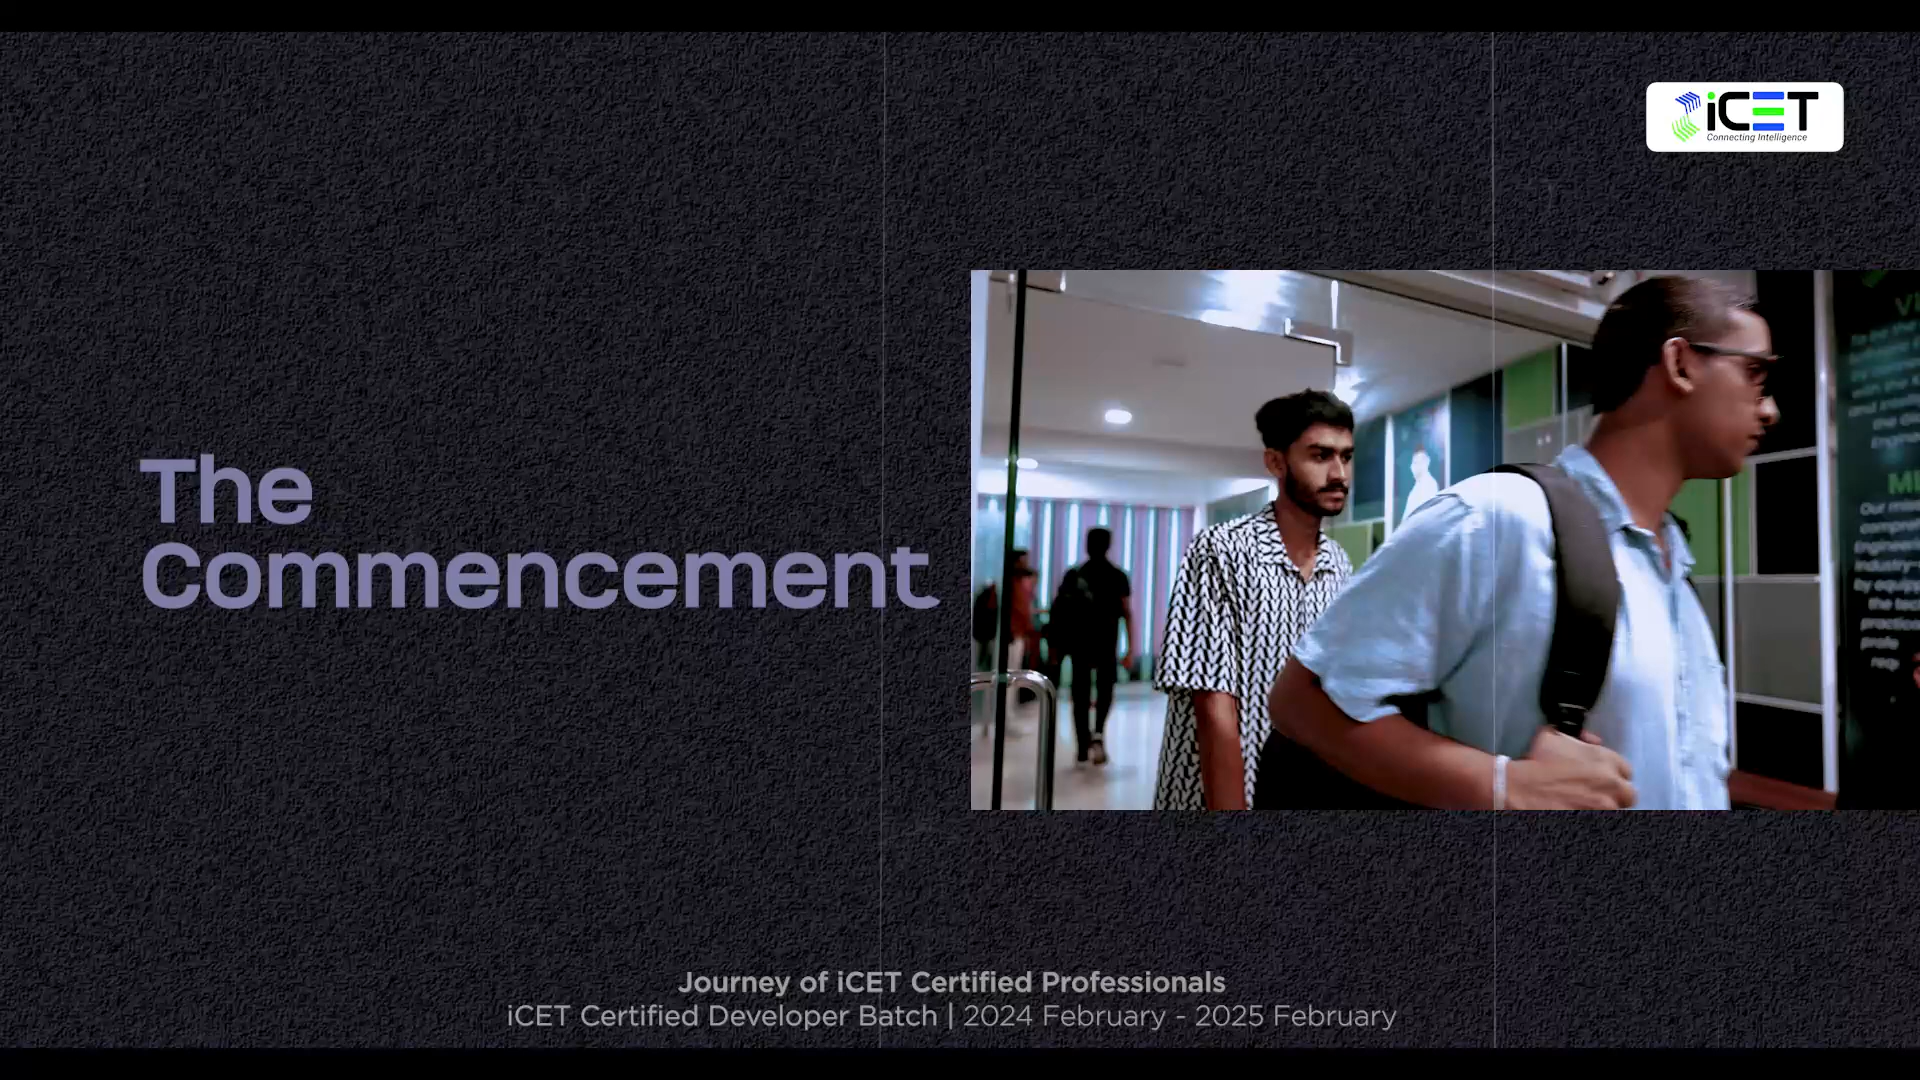 iCET
Connecting Intelligence
The
Commencement
Journey of iCET Certified Professionals
iCET Certified Developer Batch | 2024 February - 2025 February